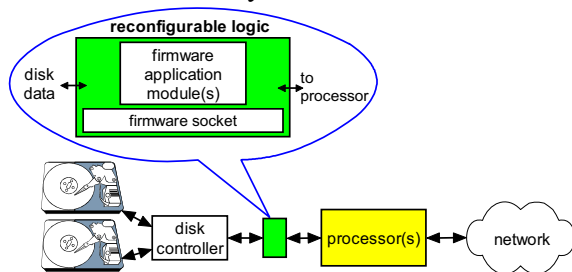 reconfigurable logic
firmware
application
module(s)
disk
data
to
processor
firmware socket
disk
controller
processor(s)
network